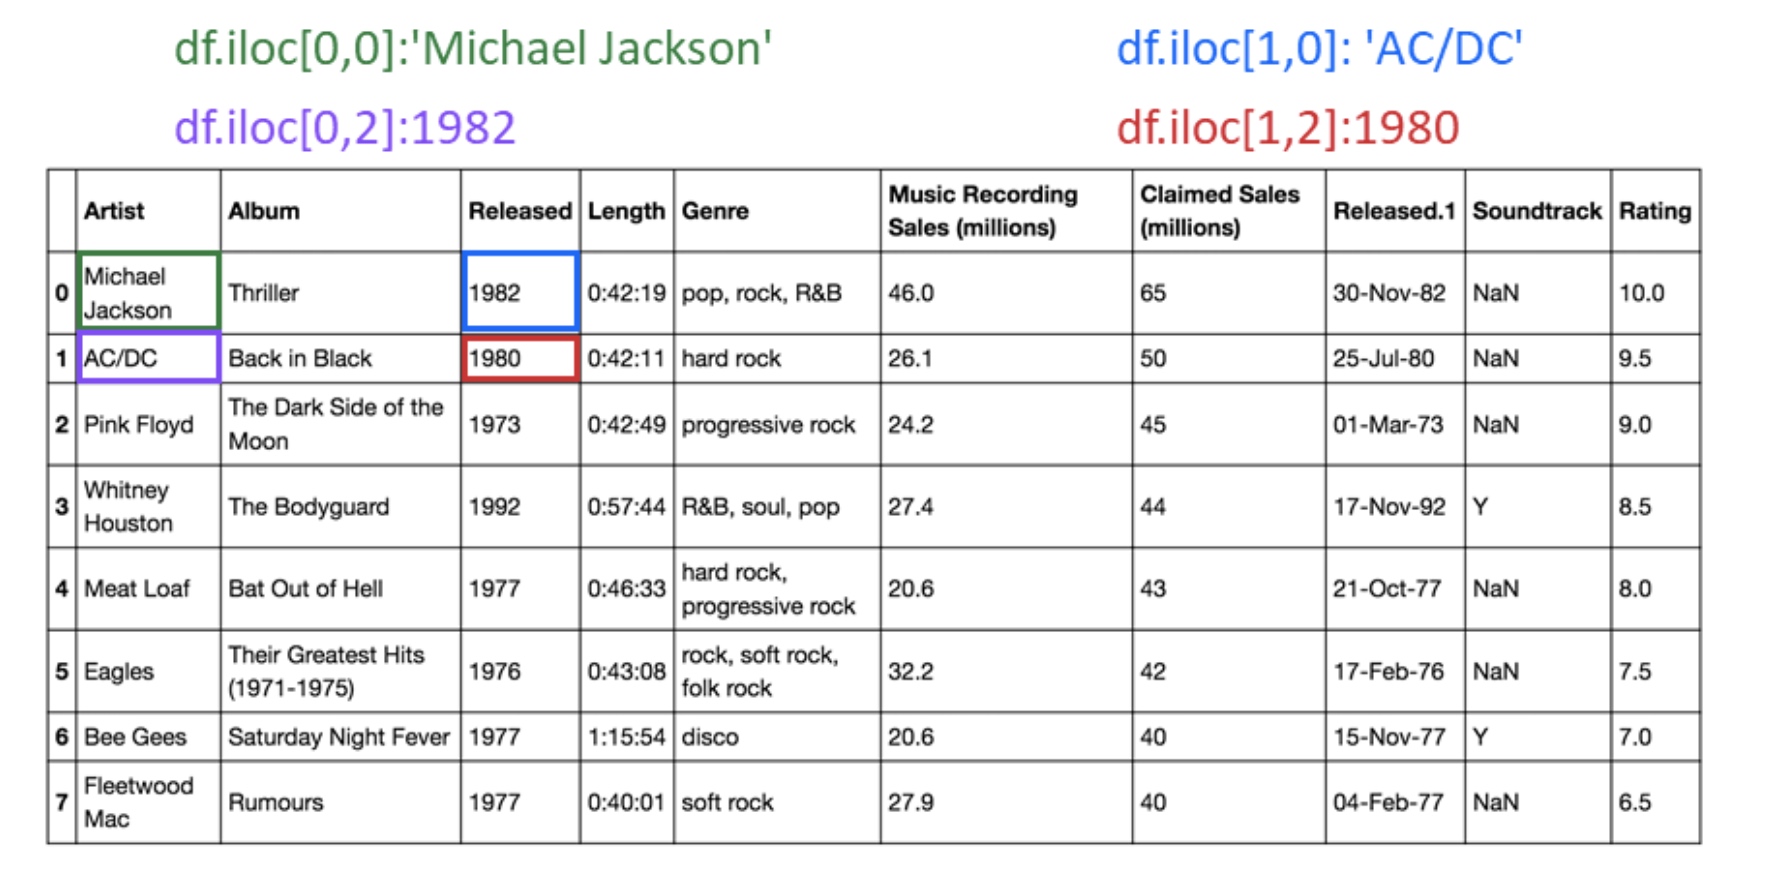 df.iloc[0,0]:'Michael Jackson' df.iloc[1,0]: 'AC/DC'
df.iloc[0,2]:1982 df.iloc[1,2]:1980
Artist Album Released Length Genre Music Recording Sales (millions) Claimed Sales (millions) Released.1 Soundtrack Rating
0 Michael Jackson Thriller 1982 0:42:19 pop, rock, R&B 46.0 65 30-Nov-82 NaN 10.0
1 AC/DC Back in Black 1980 0:42:11 hard rock 26.1 50 25-Jul-80 NaN 9.5
2 Pink Floyd The Dark Side of the Moon 1973 0:42:49 progressive rock 24.2 45 01-Mar-73 NaN 9.0
3 Whitney Houston The Bodyguard 1992 0:57:44 R&B, soul, pop 27.4 44 17-Nov-92 Y 8.5
4 Meat Loaf Bat Out of Hell 1977 0:46:33 hard rock, progressive rock 20.6 43 21-Oct-77 NaN 8.0
5 Eagles Their Greatest Hits (1971-1975) 1976 0:43:08 rock, soft rock, folk rock 32.2 42 17-Feb-76 NaN 7.5
6 Bee Gees Saturday Night Fever 1977 1:15:54 disco 20.6 40 15-Nov-77 Y 7.0
7 Fleetwood Mac Rumours 1977 0:40:01 soft rock 27.9 40 04-Feb-77 NaN 6.5